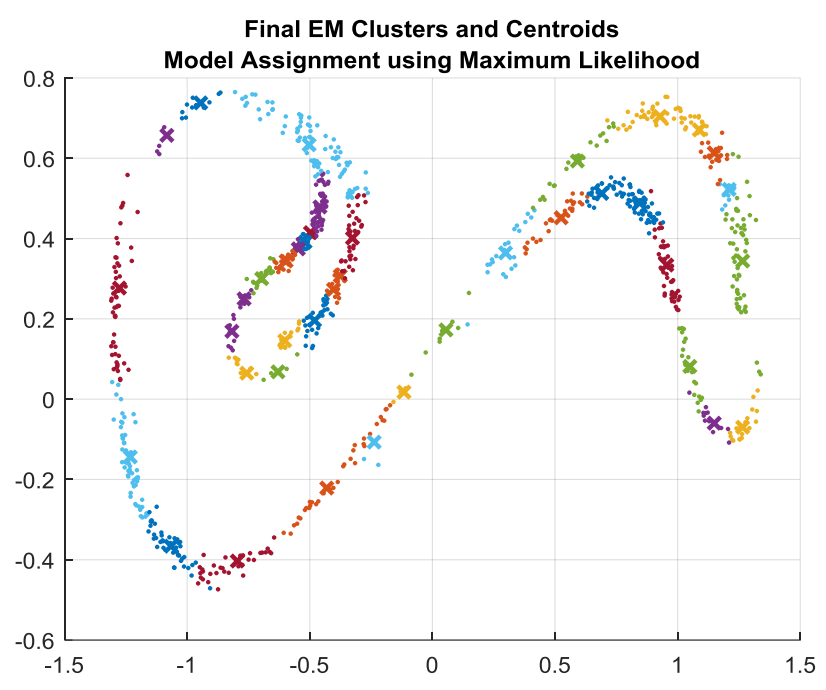 Final EM Clusters and Centroids
Model Assignment using Maximum Likelihood
0.8
0.6
0.4
0.2
0
-0.2
-0.4
-0.6
-1.5 -1 -0.5 0 0.5 1 1.5